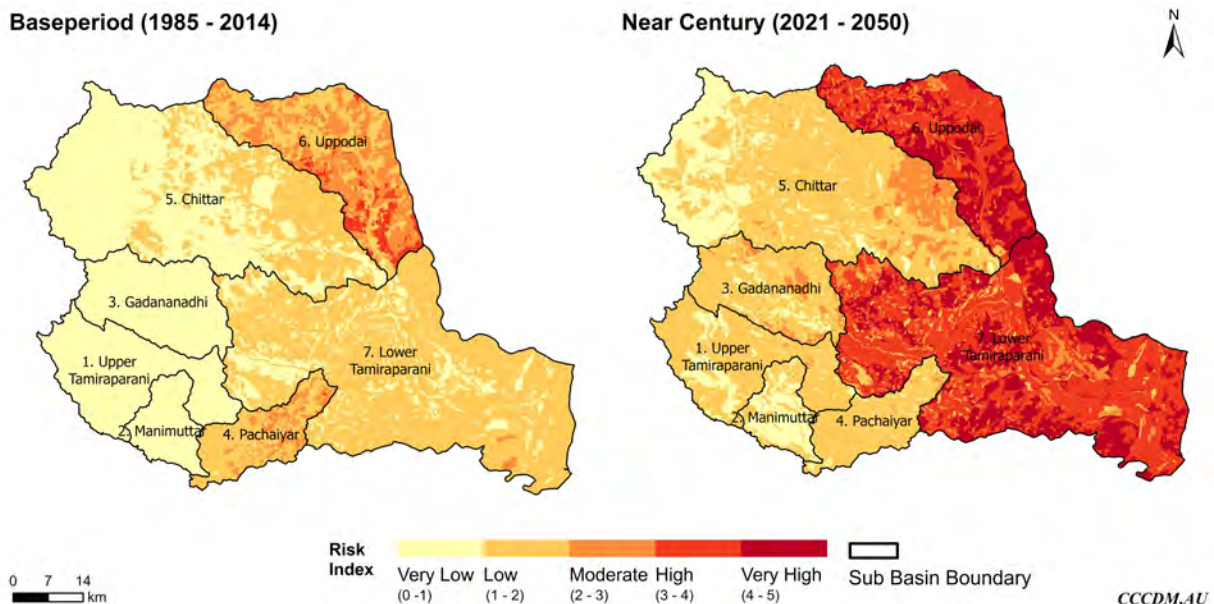 Baseperiod (1985 - 2014)
Near Century (2021 - 2050)
N
6. Uppodai
5. Chittar
3. Gadananadhi
1. Upper
Tamiraparani
7. Lower
Tamiraparani
2. Manimuttar
4. Pachaiyar
6. Uppodai
5. Chittar
3. Gadananadhi
1. Upper
Tamiraparani
7. Lower
Tamiraparani
2. Manimuttar
4. Pachaiyar
Risk
Index
Very Low Low Moderate High Very High
(0 -1) (1 - 2) (2 - 3) (3 - 4) (4 - 5)
Sub Basin Boundary
0 7 14
km
CCCDM,AU